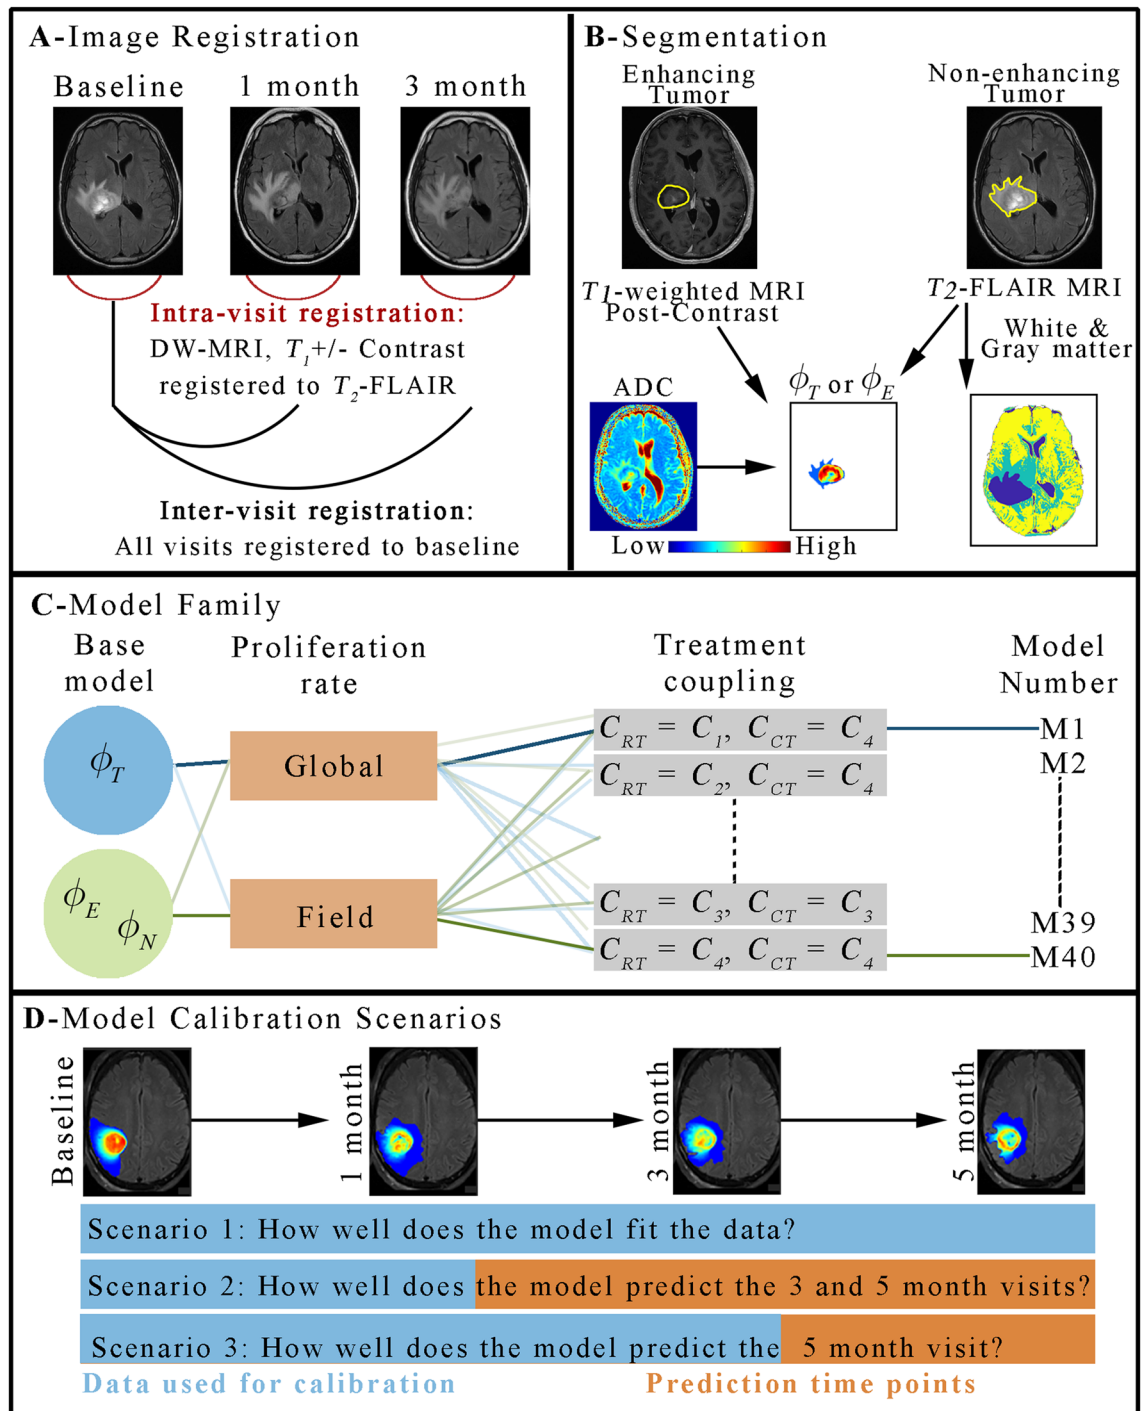 A-Image Registration
Baseline
1 month
3 month
Intra-visit registration:
DW-MRI, T1+/- Contrast
registered to T2-FLAIR
Inter-visit registration:
All visits registered to baseline
B-Segmentation
Enhancing
Tumor
Non-enhancing
Tumor
T1-weighted MRI
Post-Contrast
T2-FLAIR MRI
White &
Gray matter
ADC
ϕT or ϕE
Low
High
C-Model Family
Base
model
Proliferation
rate
Treatment
coupling
Model
Number
ϕT
Global
CRT = C1, CCT = C4
M1
CRT = C2, CCT = C4
M2
ϕE
ϕN
Field
CRT = C3, CCT = C3
M39
CRT = C4, CCT = C4
M40
D-Model Calibration Scenarios
Baseline
1 month
3 month
5 month
Scenario 1: How well does the model fit the data?
Scenario 2: How well does the model predict the 3 and 5 month visits?
Scenario 3: How well does the model predict the 5 month visit?
Data used for calibration
Prediction time points